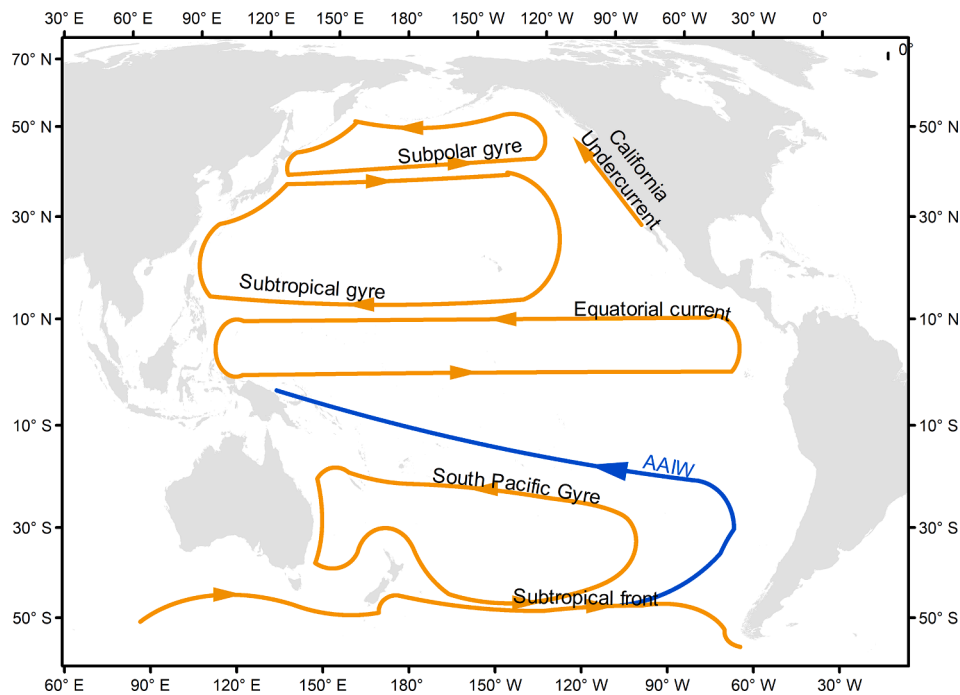 30° E 60° E 90° E 120° E 150° E 180° 150° W 120° W 90° W 60° W 30° W 0°
0°
70° N
50° N 50° N
Subpolar gyre
California
Undercurrent
30° N 30° N
Subtropical gyre
Equatorial current
10° N 10° N
10° S 10° S
AAIW
South Pacific Gyre
30° S 30° S
Subtropical front
50° S 50° S
60° E 90° E 120° E 150° E 180° 150° W 120° W 90° W 60° W 30° W